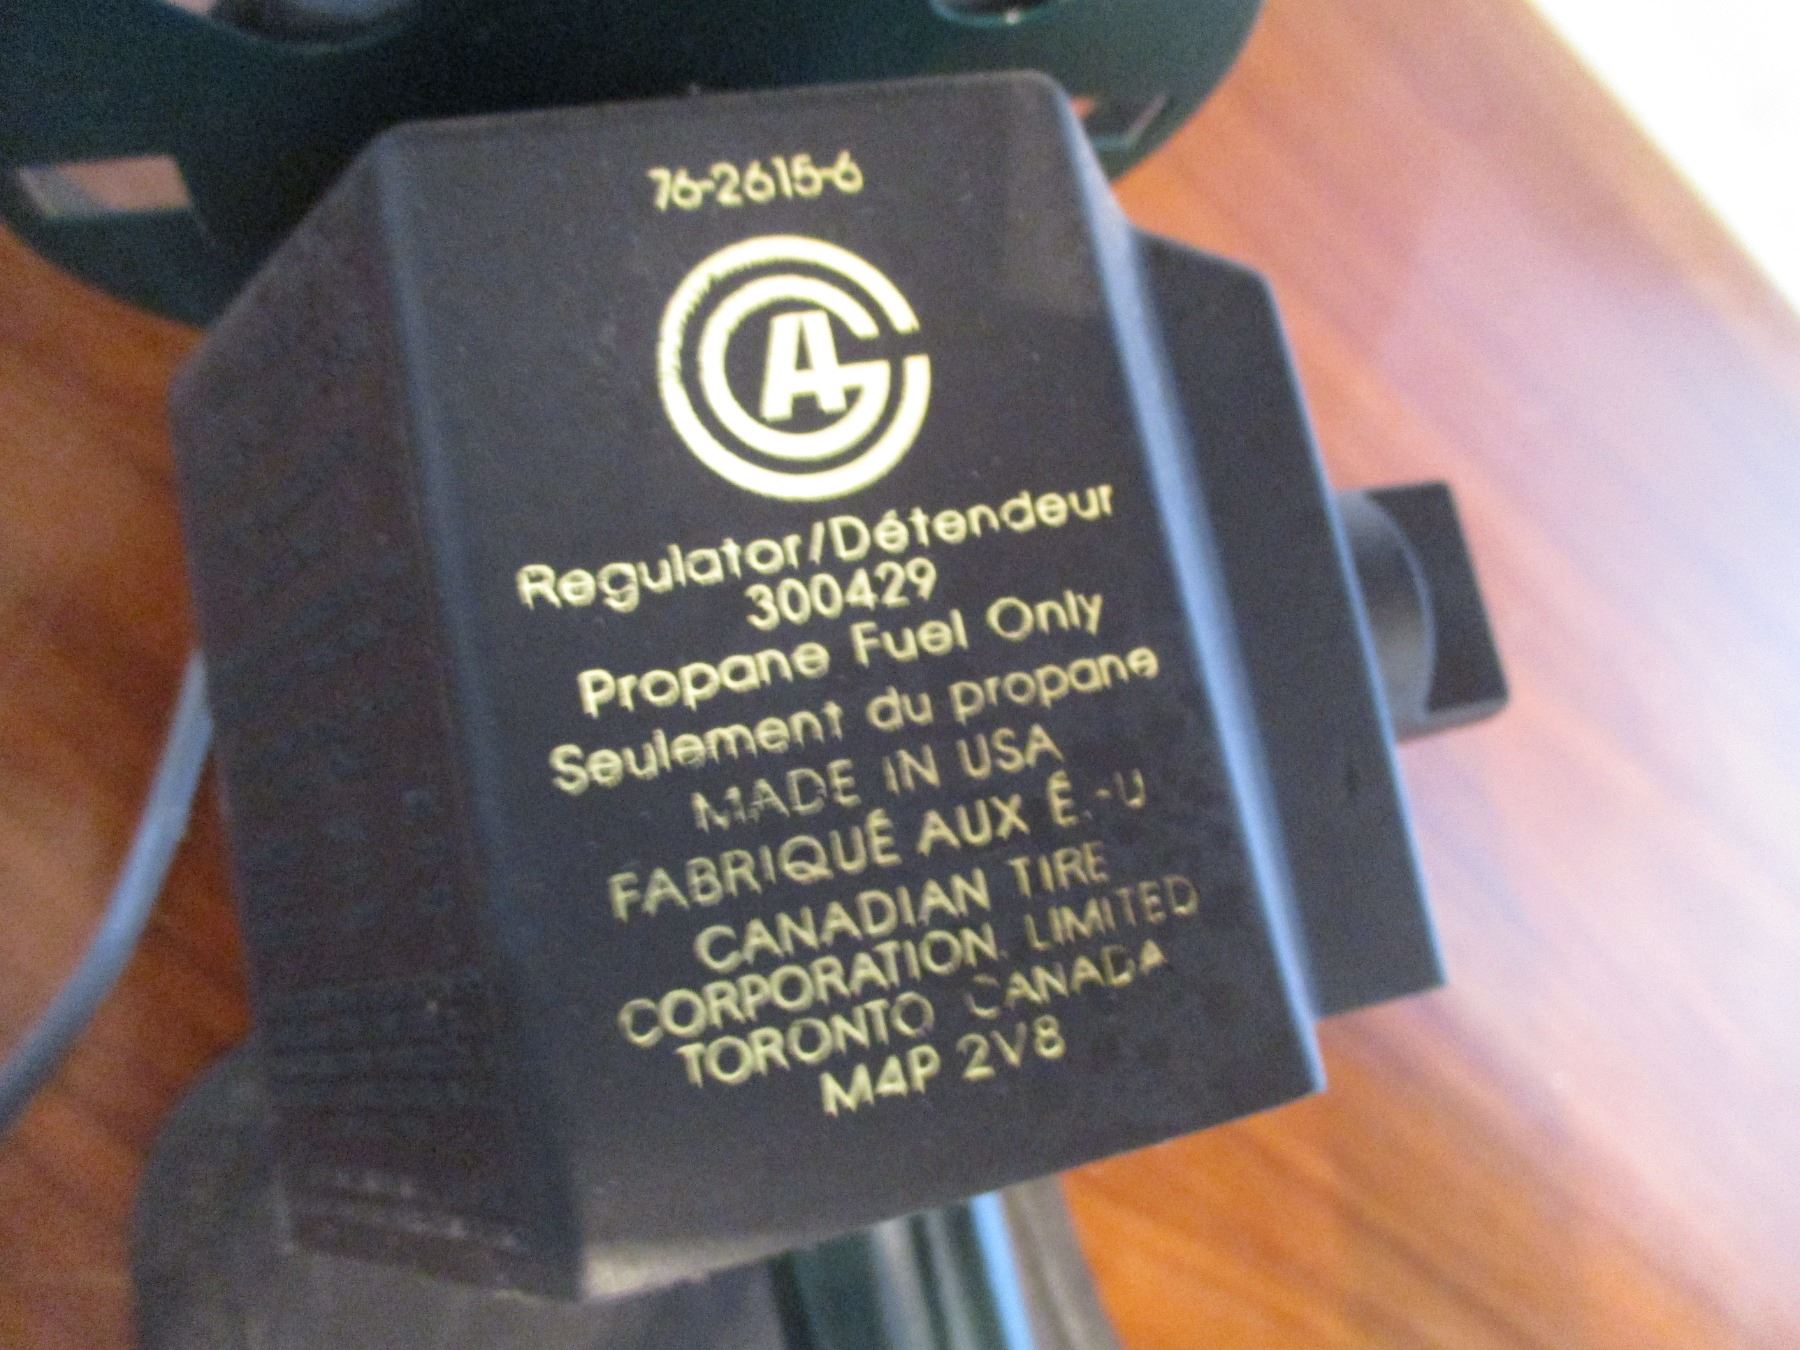 76-2615-6
CGA
Regulator/Détendeur
300429
Propane Fuel Only
Seulement du propane
MADE IN USA
FABRIQUÉ AUX É.-U
CANADIAN TIRE
CORPORATION, LIMITED
TORONTO CANADA
M4P 2V8